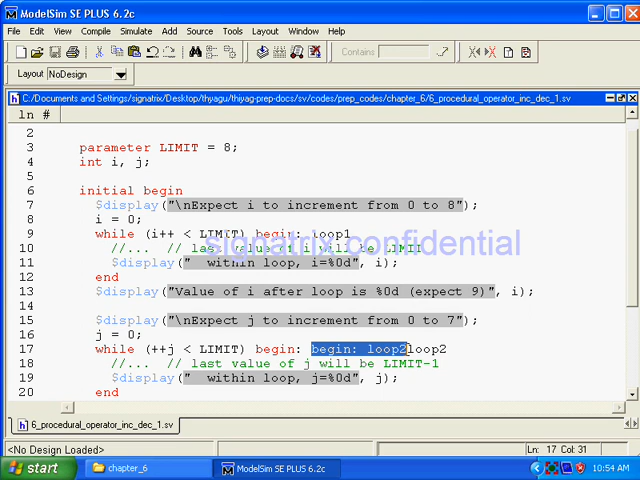 ModelSim SE PLUS 6.2c
File Edit View Compile Simulate Add Source Tools Layout Window Help
Contains
Layout NoDesign
C:/Documents and Settings/signatrix/Desktop/thyagu/thiyag-prep-docs/sv/codes/prep_codes/chapter_6/6_procedural_operator_inc_dec_1.sv
ln #
2
3 parameter LIMIT = 8;
4 int i, j;
5
6 initial begin
7 $display("\nExpect i to increment from 0 to 8");
8 i = 0;
9 while (i++ < LIMIT) begin: loop1
10 //... // last value of i will be LIMIT
11 $display(" within loop, i=%0d", i);
12 end
13 $display("Value of i after loop is %0d (expect 9)", i);
14
15 $display("\nExpect j to increment from 0 to 7");
16 j = 0;
17 while (++j < LIMIT) begin: begin: loop2loop2
18 //... // last value of j will be LIMIT-1
19 $display(" within loop, j=%0d", j);
20 end
signatrix confidential
6_procedural_operator_inc_dec_1.sv
<No Design Loaded> Ln: 17 Col: 31
start chapter_6 ModelSim SE PLUS 6.2c 10:54 AM